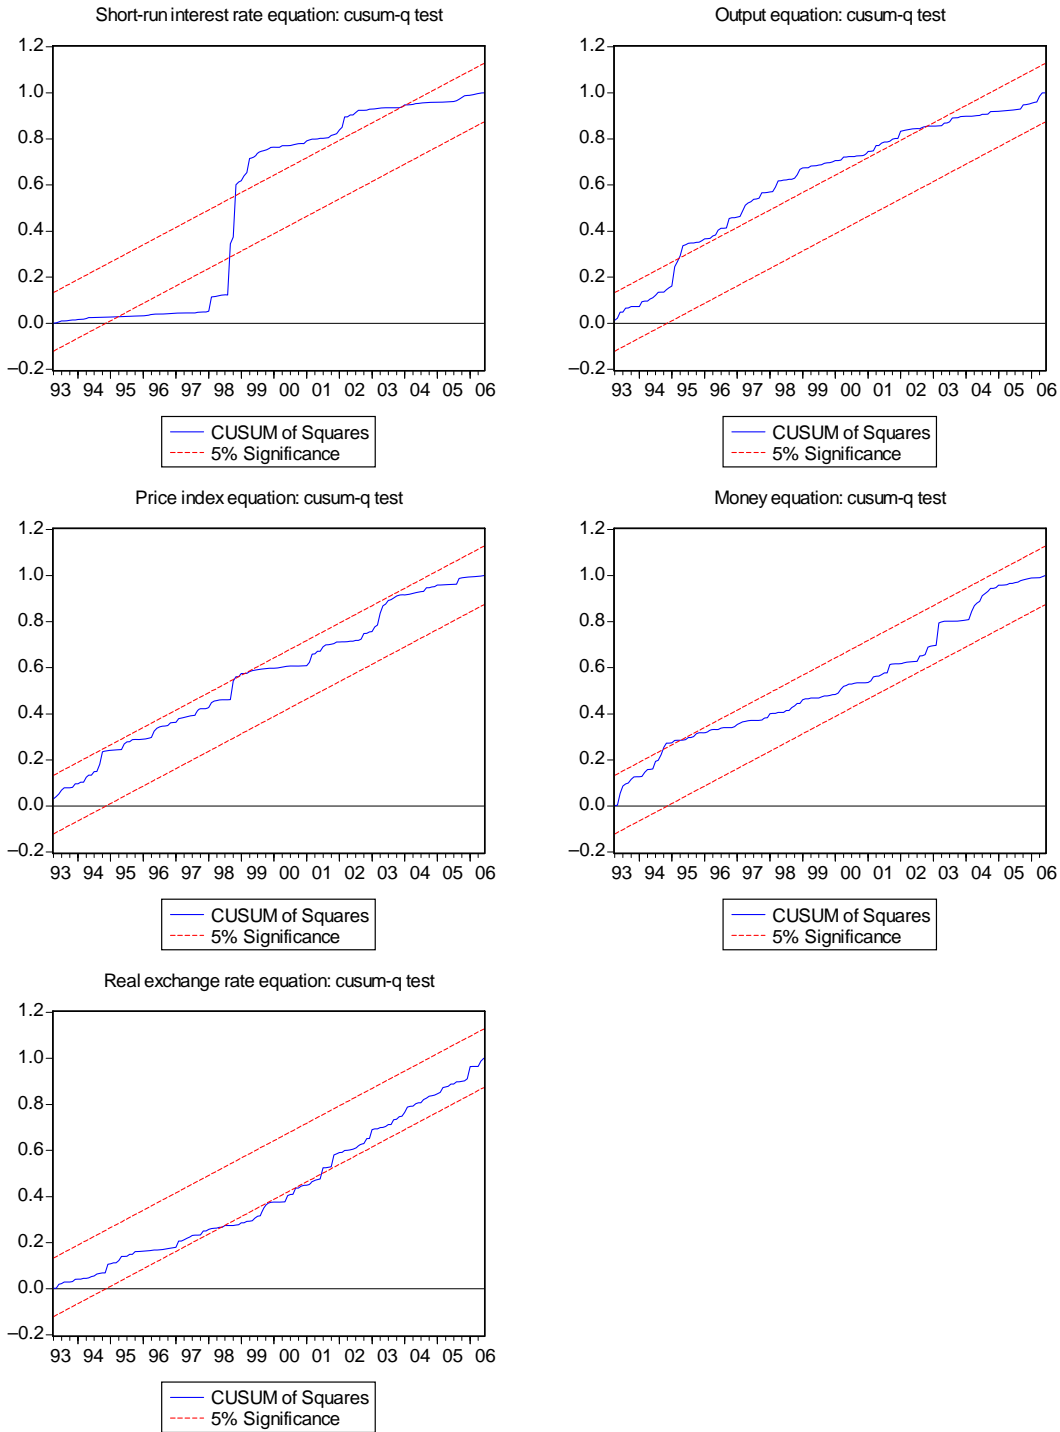 Short-run interest rate equation: cusum-q test
1.2
1.0
0.8
0.6
0.4
0.2
0.0
–0.2
93 94 95 96 97 98 99 00 01 02 03 04 05 06
CUSUM of Squares
5% Significance
Output equation: cusum-q test
1.2
1.0
0.8
0.6
0.4
0.2
0.0
–0.2
93 94 95 96 97 98 99 00 01 02 03 04 05 06
CUSUM of Squares
5% Significance
Price index equation: cusum-q test
1.2
1.0
0.8
0.6
0.4
0.2
0.0
–0.2
93 94 95 96 97 98 99 00 01 02 03 04 05 06
CUSUM of Squares
5% Significance
Money equation: cusum-q test
1.2
1.0
0.8
0.6
0.4
0.2
0.0
–0.2
93 94 95 96 97 98 99 00 01 02 03 04 05 06
CUSUM of Squares
5% Significance
Real exchange rate equation: cusum-q test
1.2
1.0
0.8
0.6
0.4
0.2
0.0
–0.2
93 94 95 96 97 98 99 00 01 02 03 04 05 06
CUSUM of Squares
5% Significance